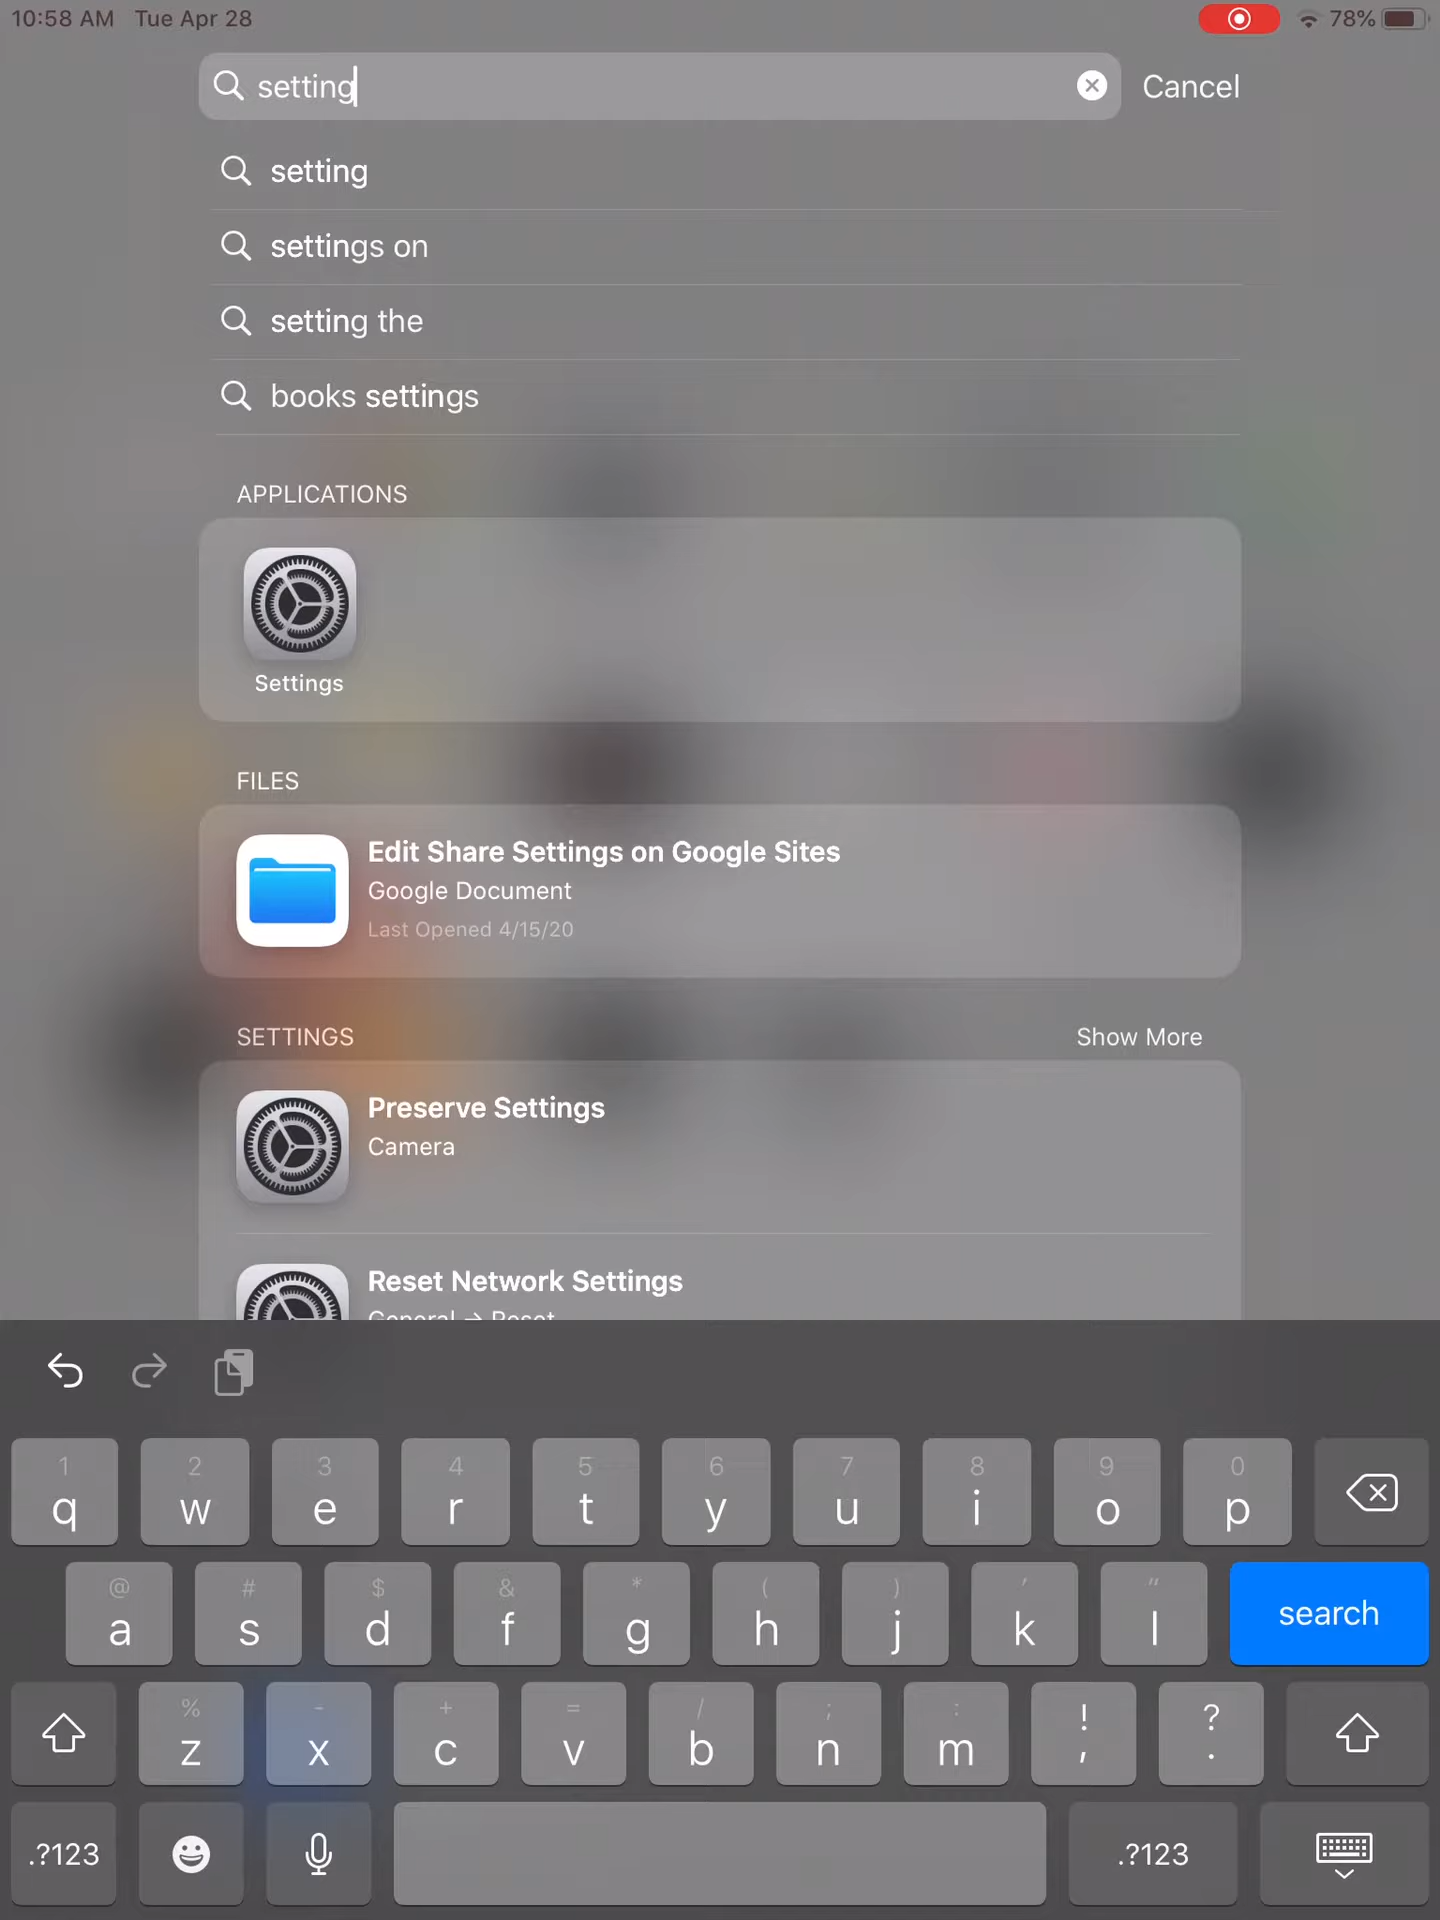 10:58 AM Tue Apr 28
78%
setting
Cancel
setting
settings on
setting the
books settings
APPLICATIONS
Settings
FILES
Edit Share Settings on Google Sites
Google Document
Last Opened 4/15/20
SETTINGS
Show More
Preserve Settings
Camera
Reset Network Settings
General → Reset
1 2 3 4 5 6 7 8 9 0
q w e r t y u i o p
@ # $ & * ( ) ' "
a s d f g h j k l
search
% - + = / ; : ! ?
z x c v b n m , .
.?123
.?123